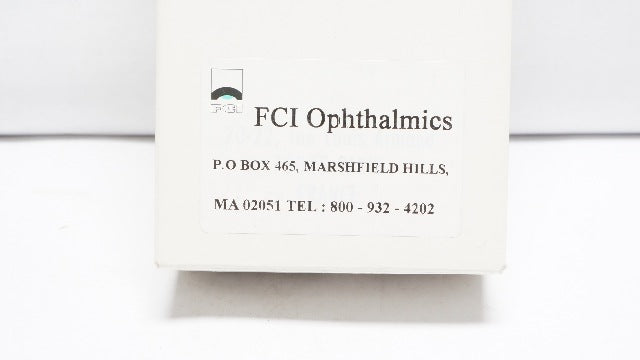 FCI Ophthalmics
P.O BOX 465, MARSHFIELD HILLS,
MA 02051 TEL : 800 - 932 - 4202